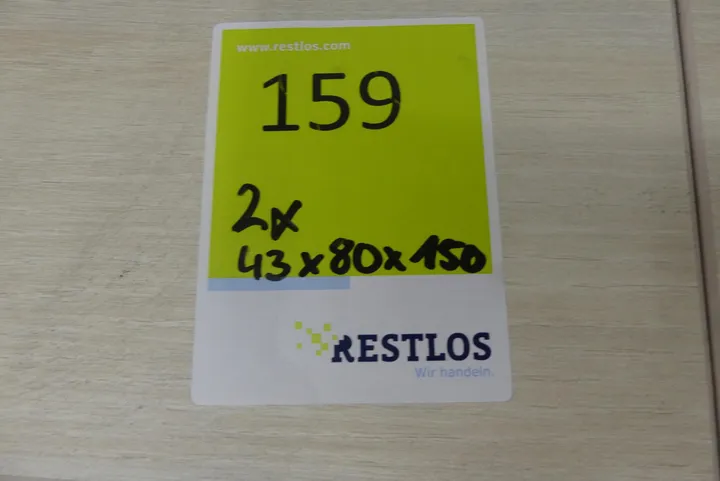 www.restlos.com
159
2x
43x80x150
RESTLOS
Wir handeln.